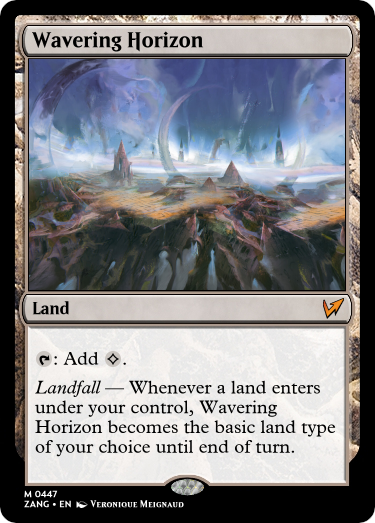 Wavering Horizon
Land
: Add .
Landfall — Whenever a land enters
under your control, Wavering
Horizon becomes the basic land type
of your choice until end of turn.
M 0447
ZANG • EN Veronique Meignaud